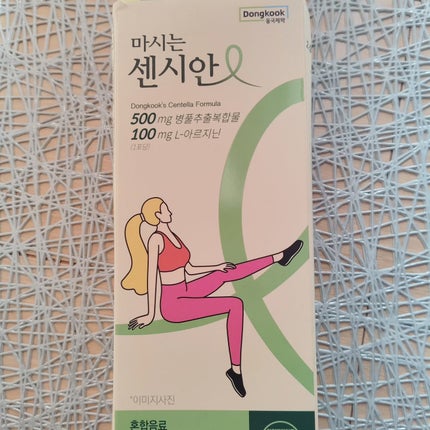 Dongkook
동국제약
마시는
센시안
Dongkook's Centella Formula
500 mg 병풀추출복합물
100 mg L-아르지닌
(1포당)
*이미지사진
혼합음료